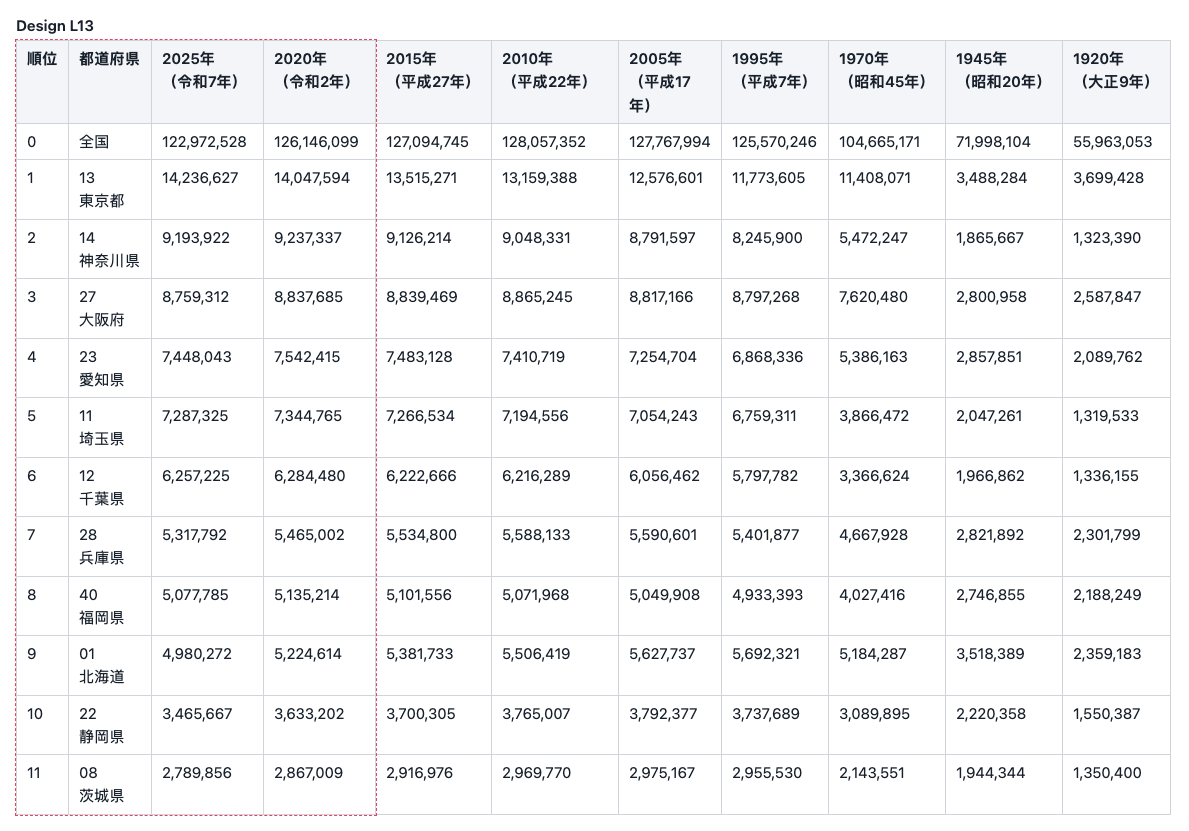 Design L13
順位 都道府県 2025年 2020年 2015年 2010年 2005年 1995年 1970年 1945年 1920年
（令和7年） （令和2年） （平成27年） （平成22年） （平成17 （平成7年） （昭和45年） （昭和20年） （大正9年）
年）
0 全国 122,972,528 126,146,099 127,094,745 128,057,352 127,767,994 125,570,246 104,665,171 71,998,104 55,963,053
1 13 14,236,627 14,047,594 13,515,271 13,159,388 12,576,601 11,773,605 11,408,071 3,488,284 3,699,428
東京都
2 14 9,193,922 9,237,337 9,126,214 9,048,331 8,791,597 8,245,900 5,472,247 1,865,667 1,323,390
神奈川県
3 27 8,759,312 8,837,685 8,839,469 8,865,245 8,817,166 8,797,268 7,620,480 2,800,958 2,587,847
大阪府
4 23 7,448,043 7,542,415 7,483,128 7,410,719 7,254,704 6,868,336 5,386,163 2,857,851 2,089,762
愛知県
5 11 7,287,325 7,344,765 7,266,534 7,194,556 7,054,243 6,759,311 3,866,472 2,047,261 1,319,533
埼玉県
6 12 6,257,225 6,284,480 6,222,666 6,216,289 6,056,462 5,797,782 3,366,624 1,966,862 1,336,155
千葉県
7 28 5,317,792 5,465,002 5,534,800 5,588,133 5,590,601 5,401,877 4,667,928 2,821,892 2,301,799
兵庫県
8 40 5,077,785 5,135,214 5,101,556 5,071,968 5,049,908 4,933,393 4,027,416 2,746,855 2,188,249
福岡県
9 01 4,980,272 5,224,614 5,381,733 5,506,419 5,627,737 5,692,321 5,184,287 3,518,389 2,359,183
北海道
10 22 3,465,667 3,633,202 3,700,305 3,765,007 3,792,377 3,737,689 3,089,895 2,220,358 1,550,387
静岡県
11 08 2,789,856 2,867,009 2,916,976 2,969,770 2,975,167 2,955,530 2,143,551 1,944,344 1,350,400
茨城県